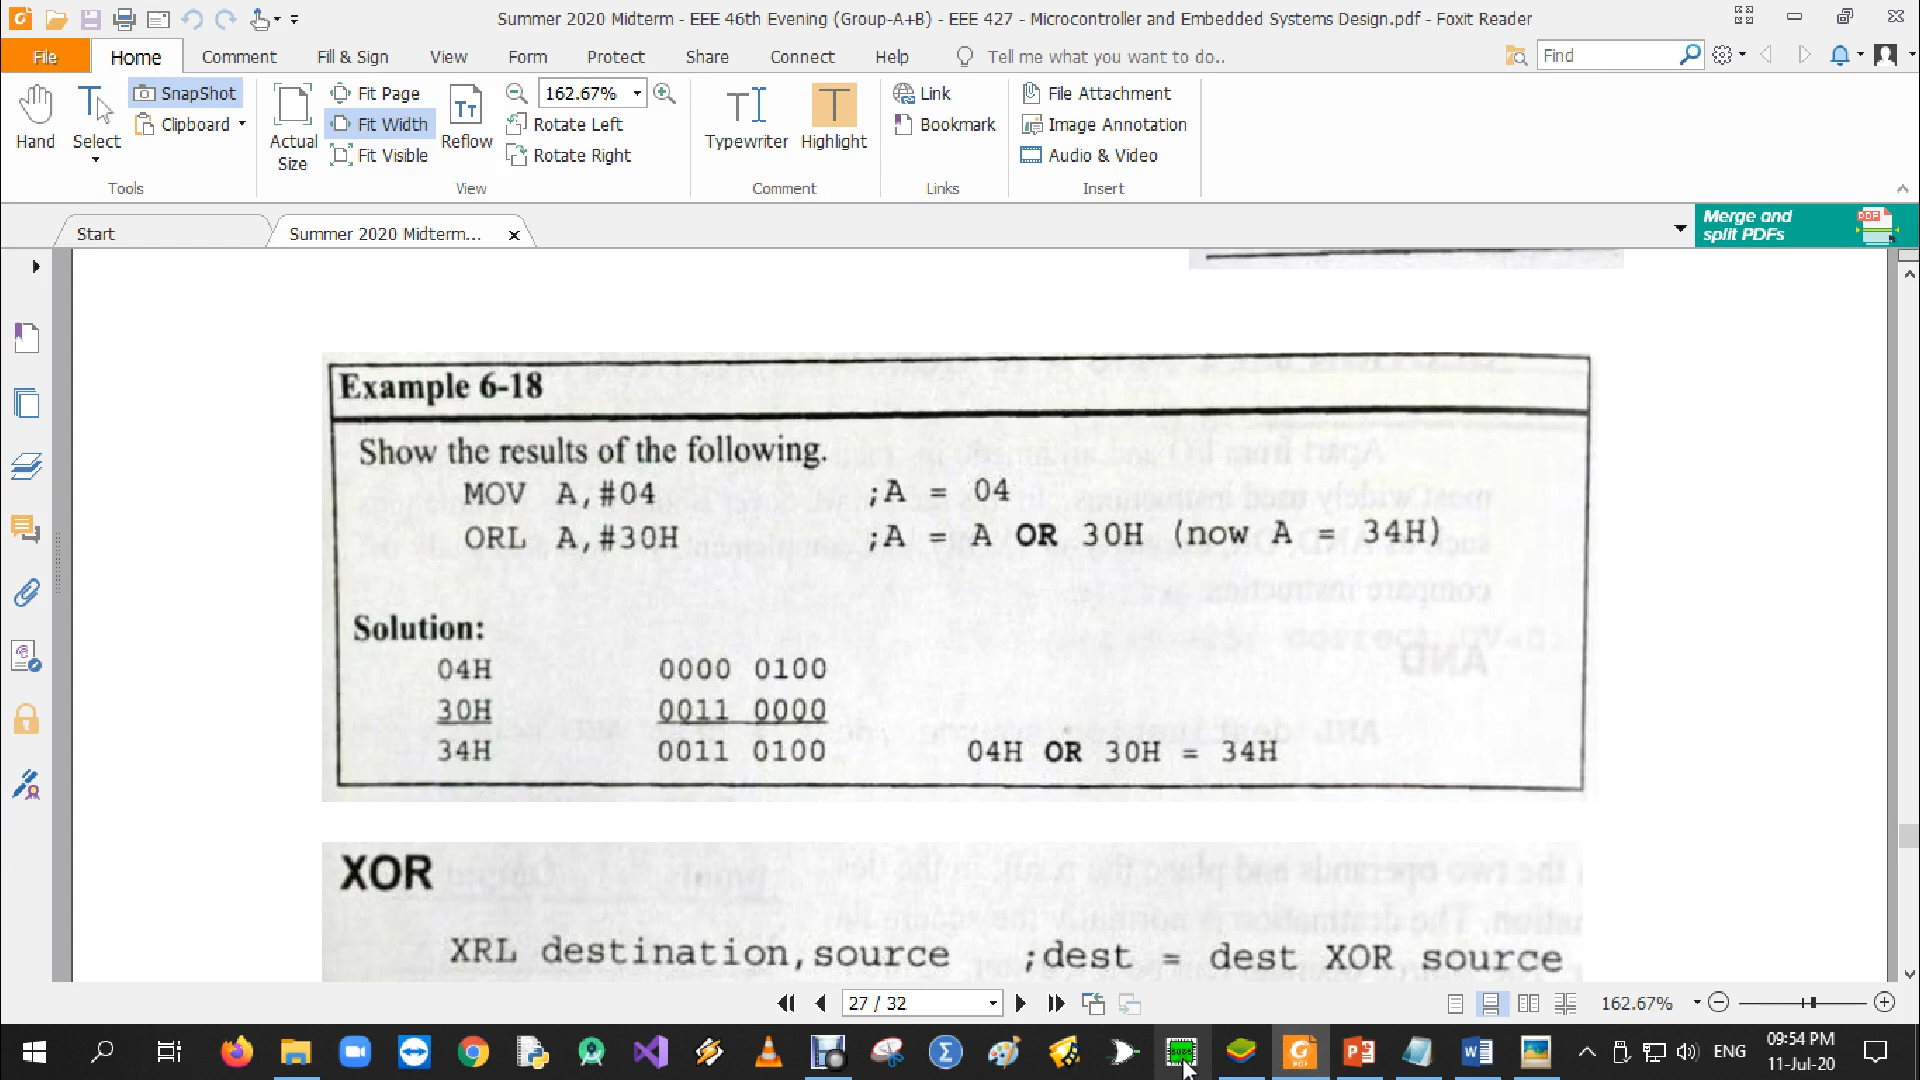 Summer 2020 Midterm - EEE 46th Evening (Group-A+B) - EEE 427 - Microcontroller and Embedded Systems Design.pdf - Foxit Reader
File Home Comment Fill & Sign View Form Protect Share Connect Help Tell me what you want to do.. Find
Hand
Select
SnapShot
Clipboard
Tools
Actual Size
Fit Page
Fit Width
Fit Visible
Reflow
162.67%
Rotate Left
Rotate Right
View
Typewriter
Highlight
Comment
Link
Bookmark
Links
File Attachment
Image Annotation
Audio & Video
Insert
Start
Summer 2020 Midterm...
Merge and
split PDFs
Example 6-18
Show the results of the following.
MOV A,#04 ;A = 04
ORL A,#30H ;A = A OR 30H (now A = 34H)
Solution:
04H 0000 0100
30H 0011 0000
34H 0011 0100 04H OR 30H = 34H
XOR
XRL destination,source ;dest = dest XOR source
27 / 32
162.67%
ENG
09:54 PM
11-Jul-20